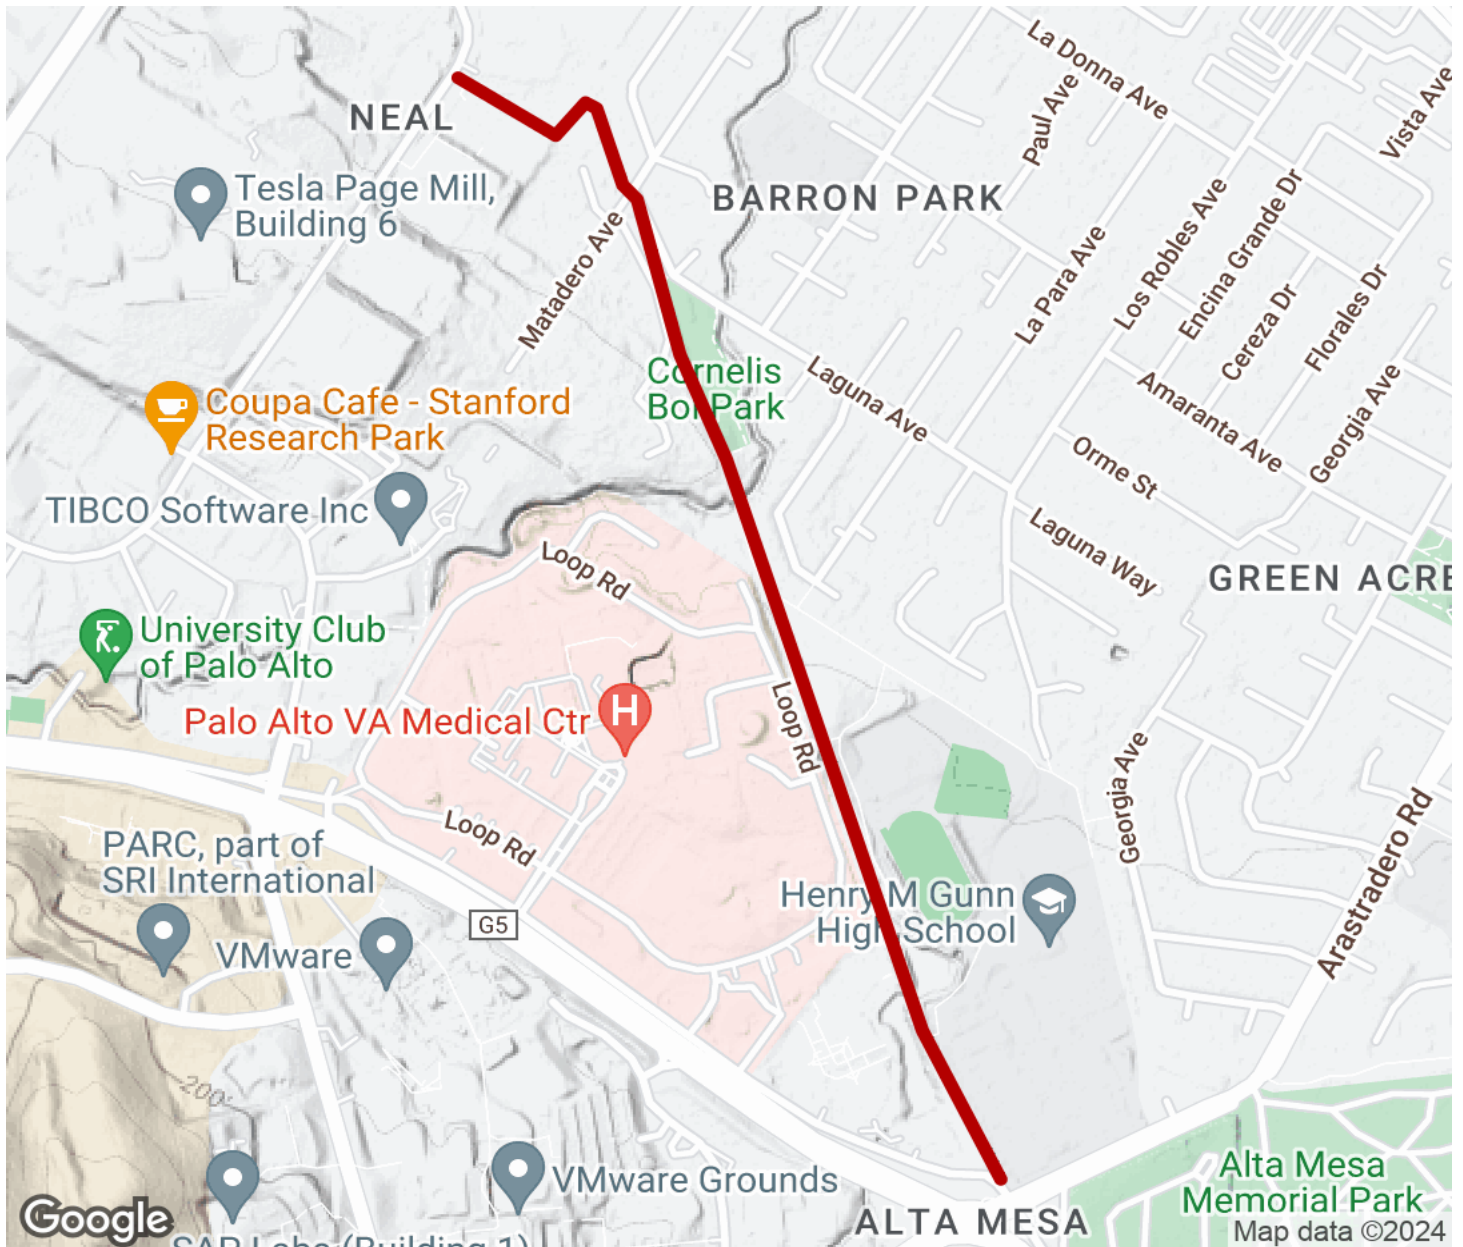 La Donna Ave
Paul Ave
Vista Ave
NEAL
Tesla Page Mill,
Building 6
BARRON PARK
Matadero Ave
Los Robles Ave
Encina Grande Dr
La Para Ave
Cereza Dr
Florales Dr
Cornelis
Bol Park
Laguna Ave
Amaranta Ave
Georgia Ave
Coupa Cafe - Stanford
Research Park
Orme St
TIBCO Software Inc
Laguna Way
Loop Rd
GREEN ACRE
University Club
of Palo Alto
Palo Alto VA Medical Ctr
H
Loop Rd
Georgia Ave
Arastradero Rd
Loop Rd
PARC, part of
SRI International
Henry M Gunn
High School
G5
VMware
200
VMware Grounds
Alta Mesa
Memorial Park
ALTA MESA
Google
Map data ©2024
SAP Labs (Building 1)